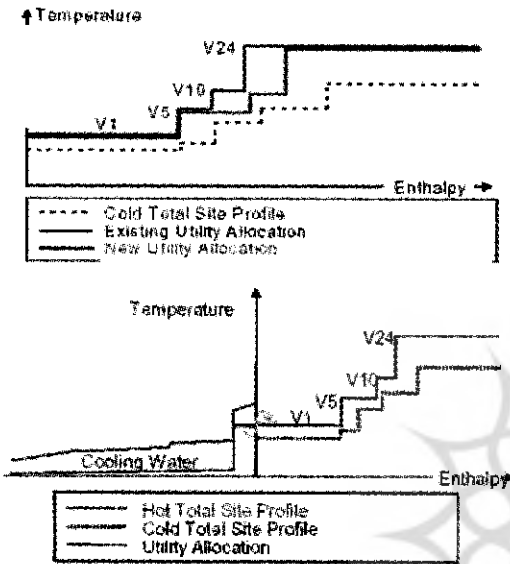 Temperature
V24
V10
V5
V1
Enthalpy
Cold Total Site Profile
Existing Utility Allocation
New Utility Allocation
Temperature
V24
V10
V5
V1
Cooling Water
Enthalpy
Hot Total Site Profile
Cold Total Site Profile
Utility Allocation